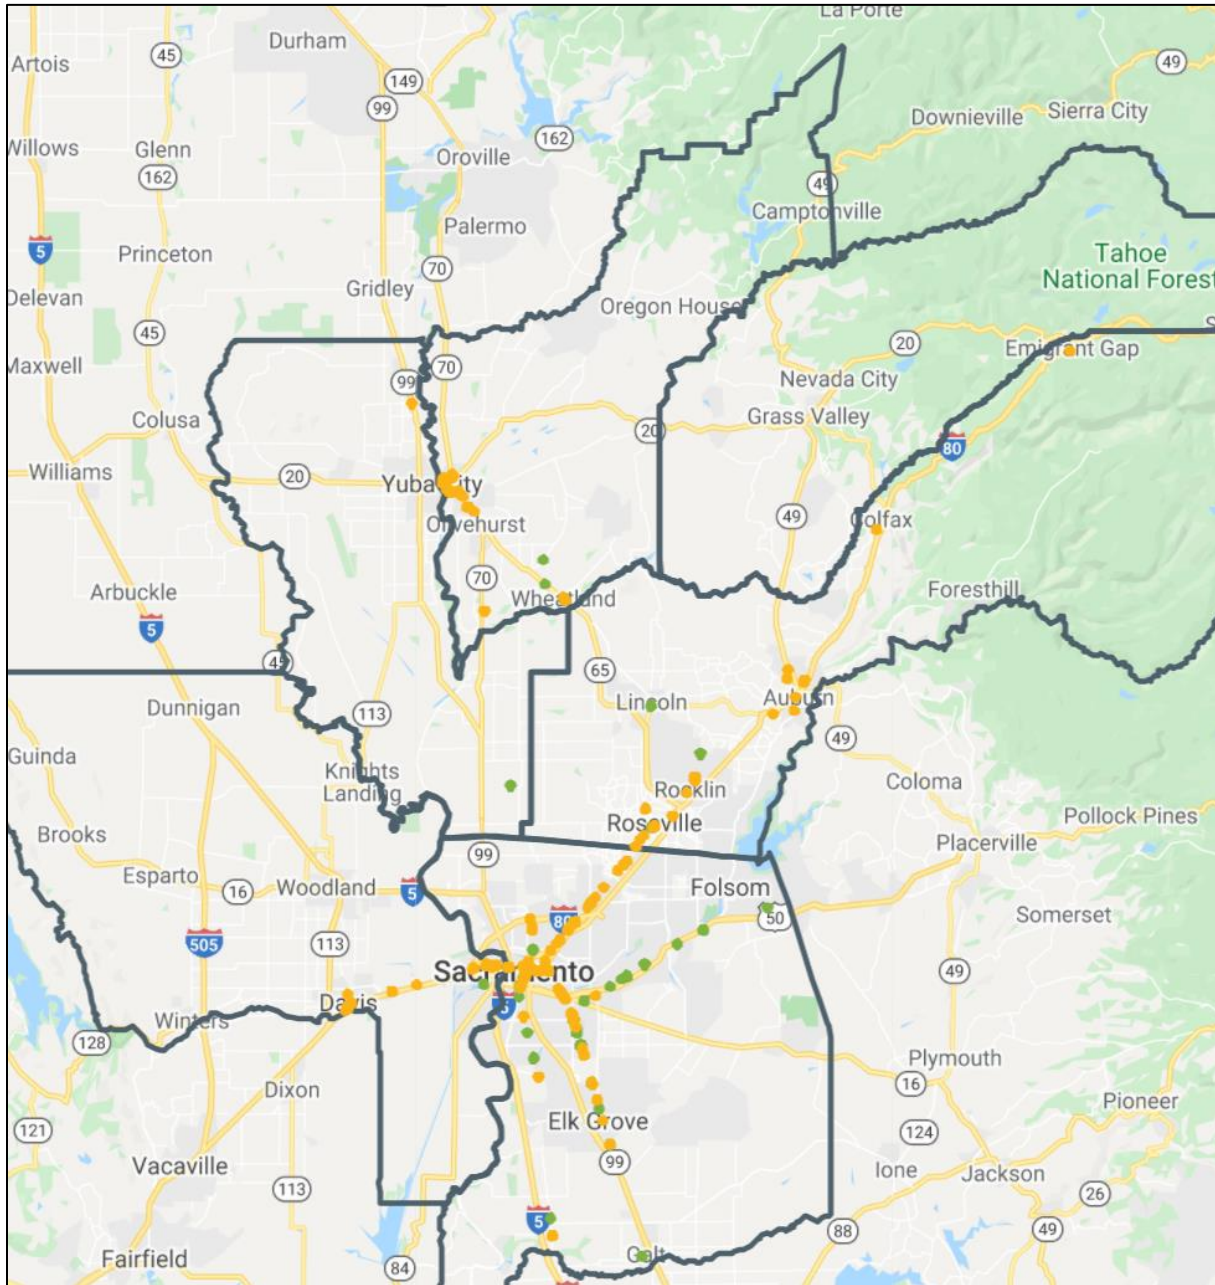 La Porte
Durham
45
Artois
49
149
99
Downieville
Sierra City
Willows
Glenn
162
Oroville
162
49
Camptonville
Palermo
5
Princeton
Tahoe
National Forest
70
Gridley
Delevan
Oregon House
45
20
Emigrant Gap
Maxwell
70
99
Nevada City
Colusa
Grass Valley
20
80
Williams
20
Yuba City
49
Colfax
Olivehurst
70
Arbuckle
Wheatland
Foresthill
5
45
65
Auburn
Dunnigan
113
Lincoln
49
Guinda
Knights
Landing
Coloma
Rocklin
Roseville
Pollock Pines
Brooks
99
Placerville
Esparto
16
Woodland
5
Folsom
80
50
Somerset
505
113
Sacramento
49
Davis
5
Winters
128
Plymouth
Dixon
16
Pioneer
Elk Grove
121
124
Vacaville
99
Ione
Jackson
113
26
5
88
49
Fairfield
Galt
84
80